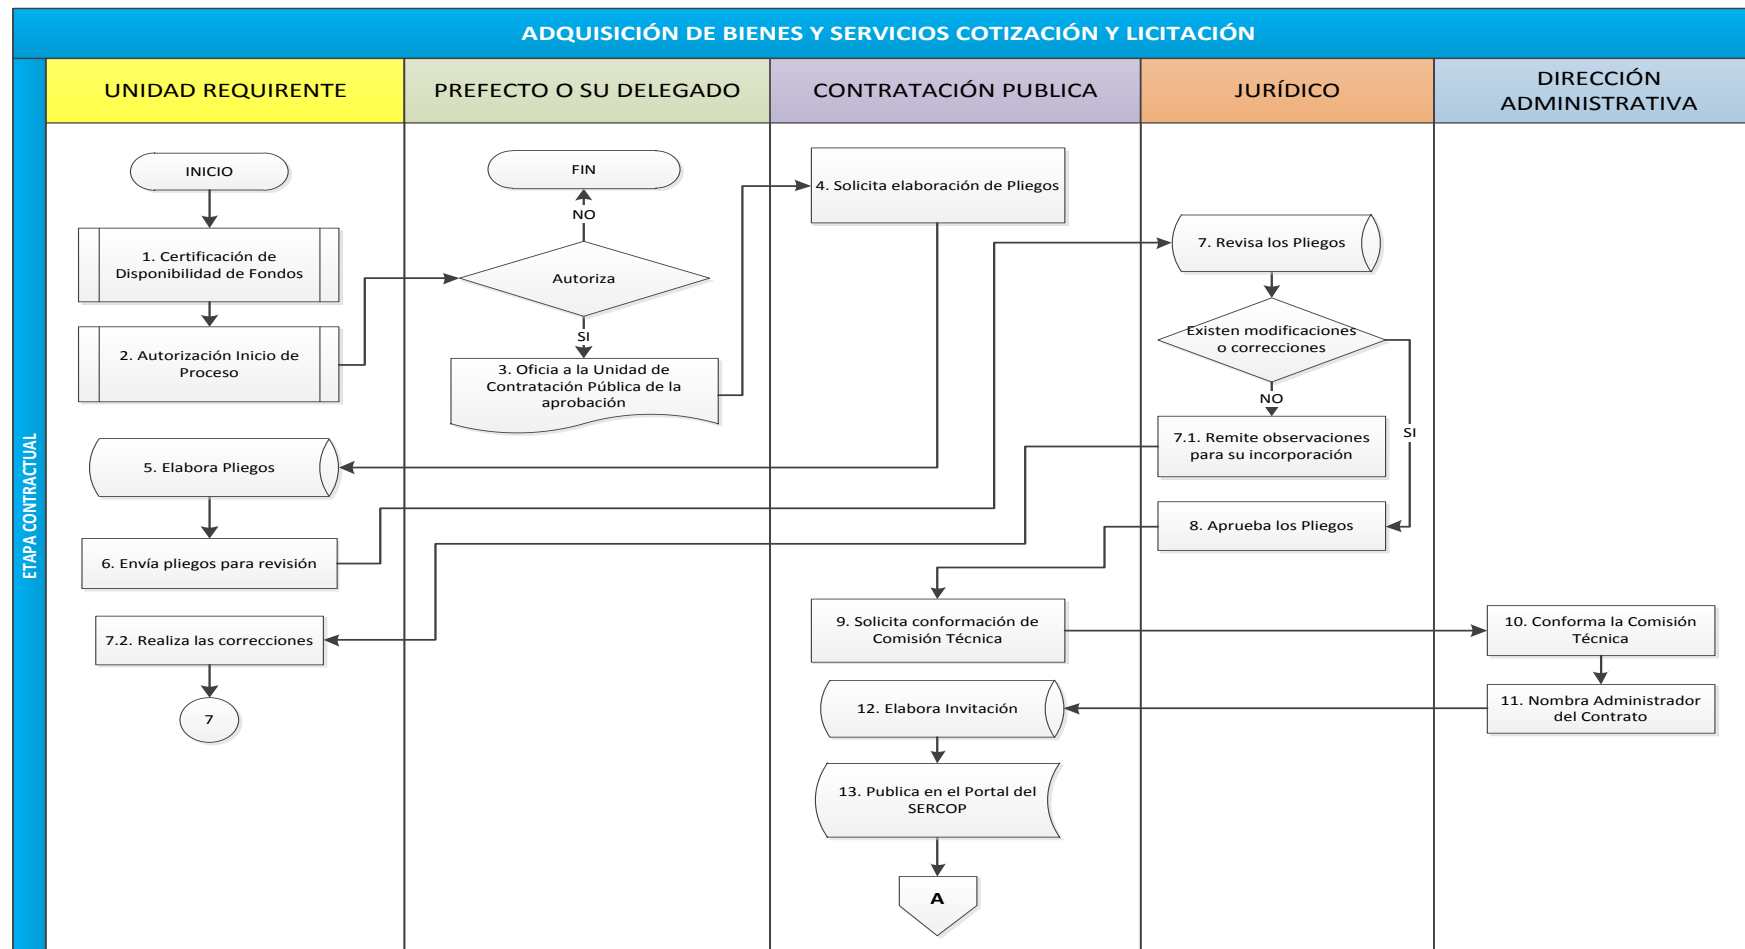 ADQUISICIÓN DE BIENES Y SERVICIOS COTIZACIÓN Y LICITACIÓN
ETAPA CONTRACTUAL
UNIDAD REQUIRENTE
PREFECTO O SU DELEGADO
CONTRATACIÓN PUBLICA
JURÍDICO
DIRECCIÓN
ADMINISTRATIVA
INICIO
1. Certificación de
Disponibilidad de Fondos
2. Autorización Inicio de
Proceso
FIN
NO
Autoriza
SI
3. Oficia a la Unidad de
Contratación Pública de la
aprobación
4. Solicita elaboración de Pliegos
5. Elabora Pliegos
6. Envía pliegos para revisión
7. Revisa los Pliegos
Existen modificaciones
o correcciones
NO
SI
7.1. Remite observaciones
para su incorporación
7.2. Realiza las correcciones
7
8. Aprueba los Pliegos
9. Solicita conformación de
Comisión Técnica
10. Conforma la Comisión
Técnica
11. Nombra Administrador
del Contrato
12. Elabora Invitación
13. Publica en el Portal del
SERCOP
A